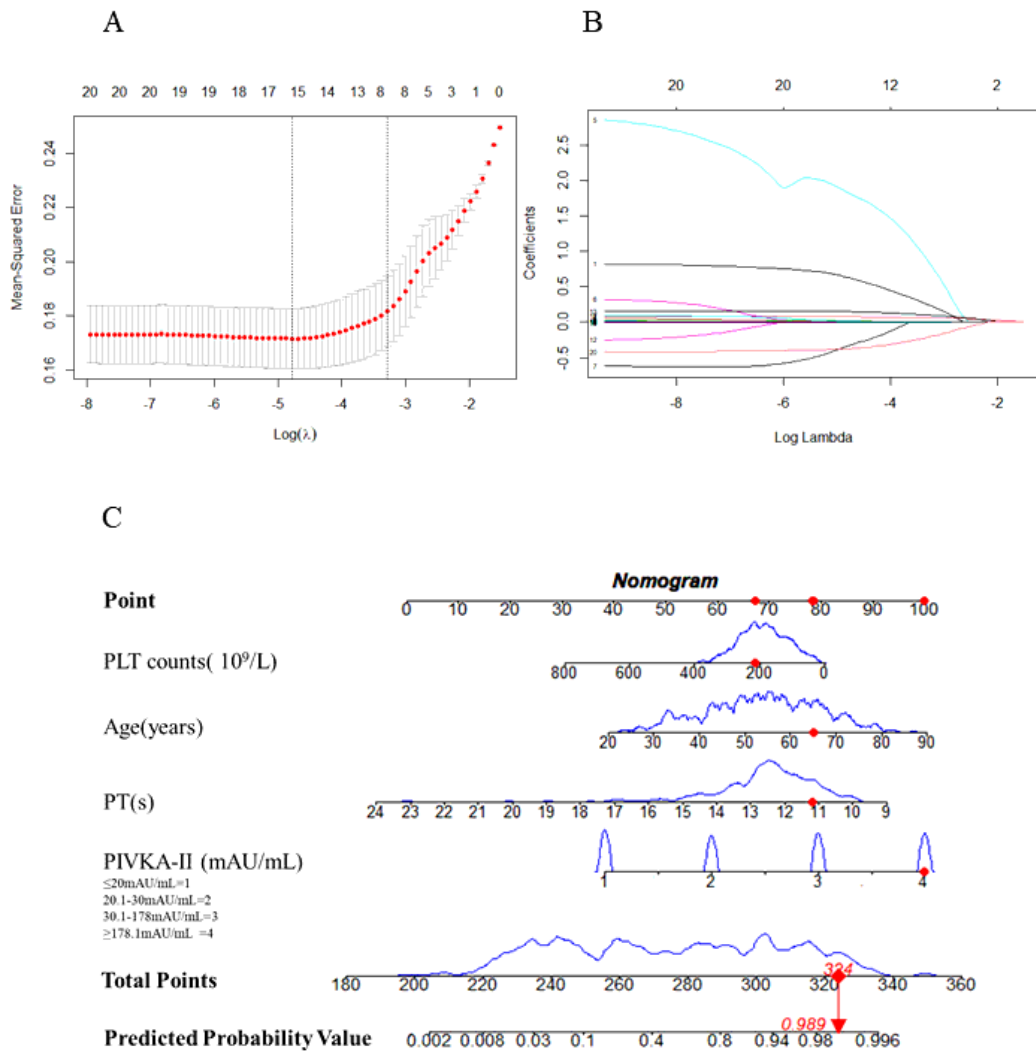 A
B
20 20 20 19 19 18 17 15 14 13 8 8 5 3 1 0
20 20 12 2
Mean-Squared Error
0.24
0.22
0.20
0.18
0.16
-8 -7 -6 -5 -4 -3 -2
Log(λ)
Coefficients
2.5
2.0
1.5
1.0
0.5
0.0
-0.5
5
1
6
12
20
7
-8 -6 -4 -2
Log Lambda
C
Nomogram
Point
0 10 20 30 40 50 60 70 80 90 100
PLT counts( 10⁹/L)
800 600 400 200 0
Age(years)
20 30 40 50 60 70 80 90
PT(s)
24 23 22 21 20 19 18 17 16 15 14 13 12 11 10 9
PIVKA-II (mAU/mL)
≤20mAU/mL=1
20.1-30mAU/mL=2
30.1-178mAU/mL=3
≥178.1mAU/mL =4
1 2 3 4
Total Points
324
180 200 220 240 260 280 300 320 340 360
0.989
Predicted Probability Value
0.002 0.008 0.03 0.1 0.4 0.8 0.94 0.98 0.996